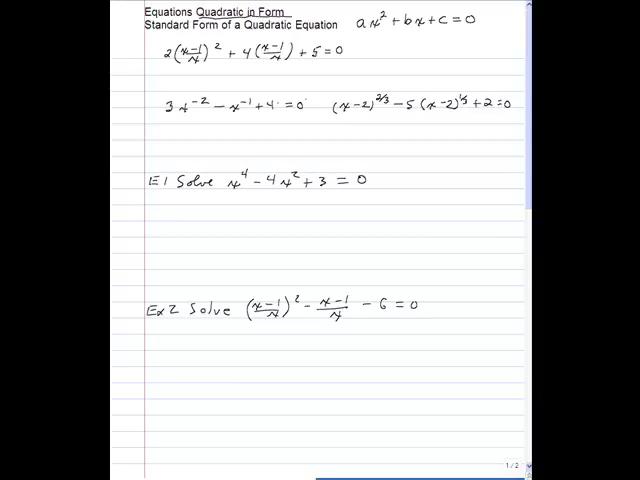 Equations Quadratic in Form
Standard Form of a Quadratic Equation ax² + bx + c = 0
2((x-1)/x)² + 4((x-1)/x) + 5 = 0
3x⁻² - x⁻¹ + 4 = 0 (x-2)^(2/3) - 5(x-2)^(1/3) + 2 = 0
E1 Solve x⁴ - 4x² + 3 = 0
Ex2 Solve ((x-1)/x)² - (x-1)/x - 6 = 0
1 / 2